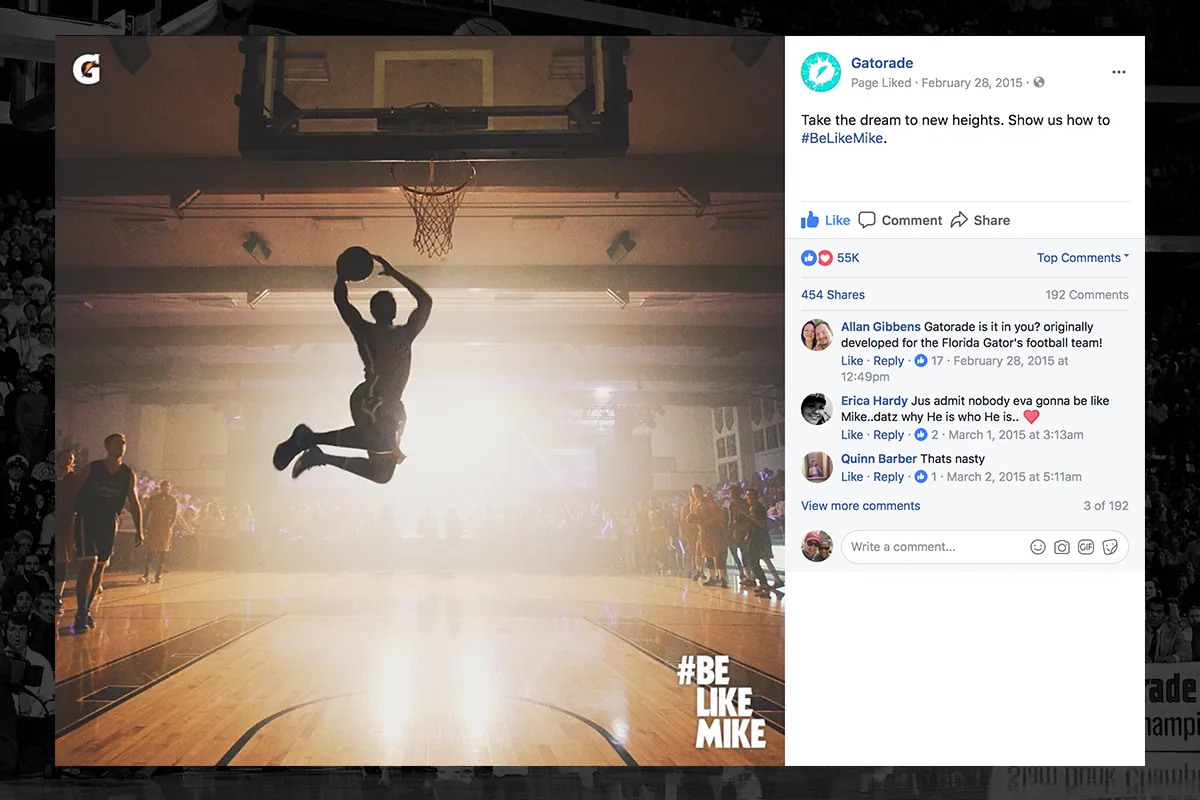 G
#BE
LIKE
MIKE
Gatorade
Page Liked · February 28, 2015 ·
Take the dream to new heights. Show us how to
#BeLikeMike.
Like Comment Share
55K Top Comments
454 Shares 192 Comments
Allan Gibbens Gatorade is it in you? originally
developed for the Florida Gator's football team!
Like · Reply · 17 · February 28, 2015 at
12:49pm
Erica Hardy Jus admit nobody eva gonna be like
Mike..datz why He is who He is.. ❤️
Like · Reply · 2 · March 1, 2015 at 3:13am
Quinn Barber Thats nasty
Like · Reply · 1 · March 2, 2015 at 5:11am
View more comments 3 of 192
Write a comment... GIF